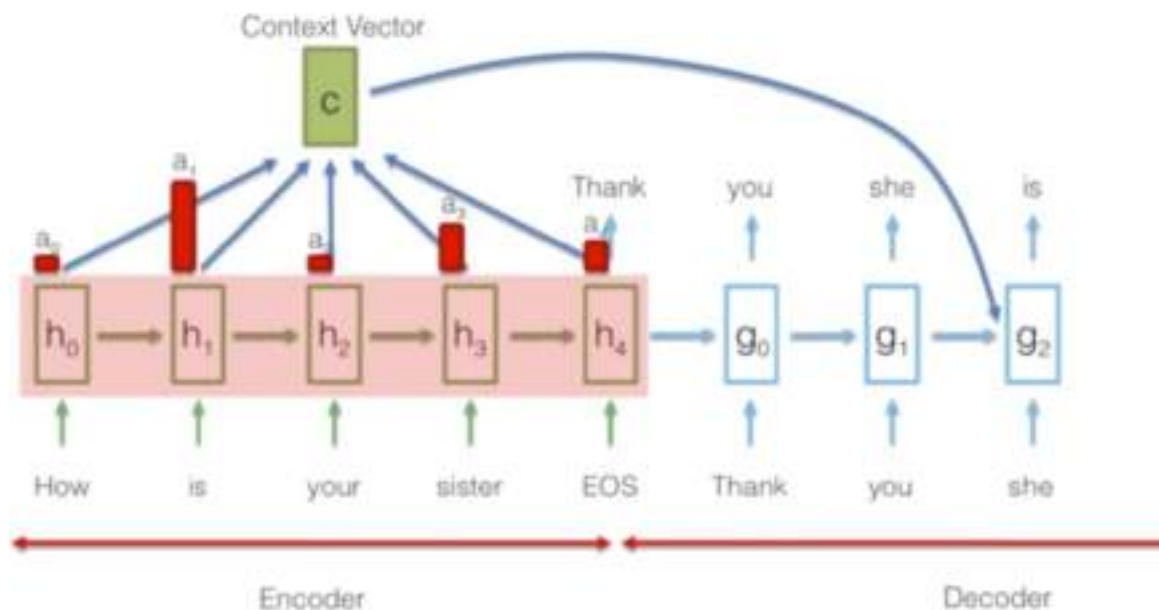 Context Vector
c
a₁
Thank you she is
a
h₀ h₁ h₂ h₃ h₄ g₀ g₁ g₂
How is your sister EOS Thank you she
Encoder Decoder